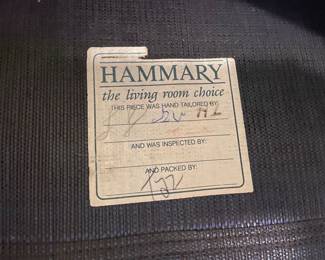 HAMMARY
the living room choice
THIS PIECE WAS HAND TAILORED BY:
AND WAS INSPECTED BY:
AND PACKED BY: